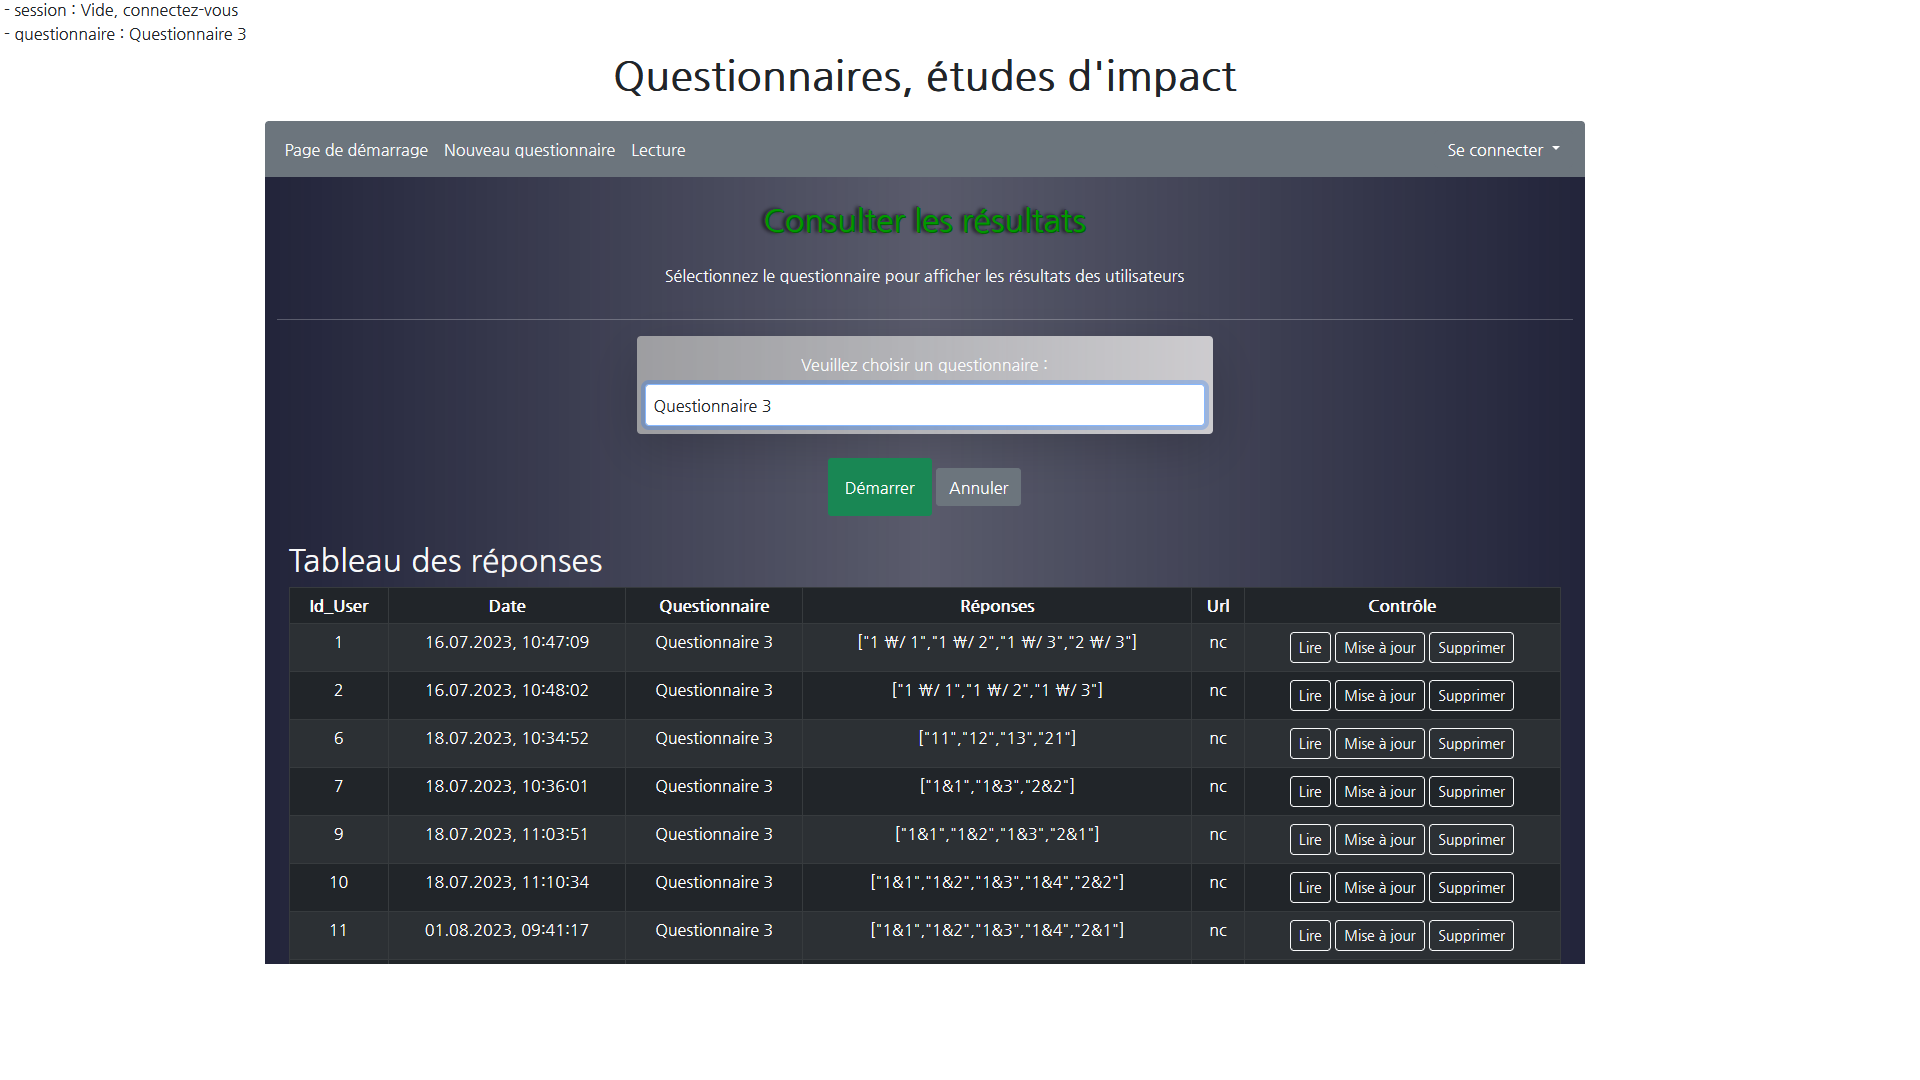 - session : Vide, connectez-vous
- questionnaire : Questionnaire 3
Questionnaires, études d'impact
Page de démarrage Nouveau questionnaire Lecture Se connecter
Consulter les résultats
Sélectionnez le questionnaire pour afficher les résultats des utilisateurs
Veuillez choisir un questionnaire :
Questionnaire 3
Démarrer Annuler
Tableau des réponses
Id_User Date Questionnaire Réponses Url Contrôle
1 16.07.2023, 10:47:09 Questionnaire 3 ["1 ₩/ 1","1 ₩/ 2","1 ₩/ 3","2 ₩/ 3"] nc Lire Mise à jour Supprimer
2 16.07.2023, 10:48:02 Questionnaire 3 ["1 ₩/ 1","1 ₩/ 2","1 ₩/ 3"] nc Lire Mise à jour Supprimer
6 18.07.2023, 10:34:52 Questionnaire 3 ["11","12","13","21"] nc Lire Mise à jour Supprimer
7 18.07.2023, 10:36:01 Questionnaire 3 ["1&1","1&3","2&2"] nc Lire Mise à jour Supprimer
9 18.07.2023, 11:03:51 Questionnaire 3 ["1&1","1&2","1&3","2&1"] nc Lire Mise à jour Supprimer
10 18.07.2023, 11:10:34 Questionnaire 3 ["1&1","1&2","1&3","1&4","2&2"] nc Lire Mise à jour Supprimer
11 01.08.2023, 09:41:17 Questionnaire 3 ["1&1","1&2","1&3","1&4","2&1"] nc Lire Mise à jour Supprimer